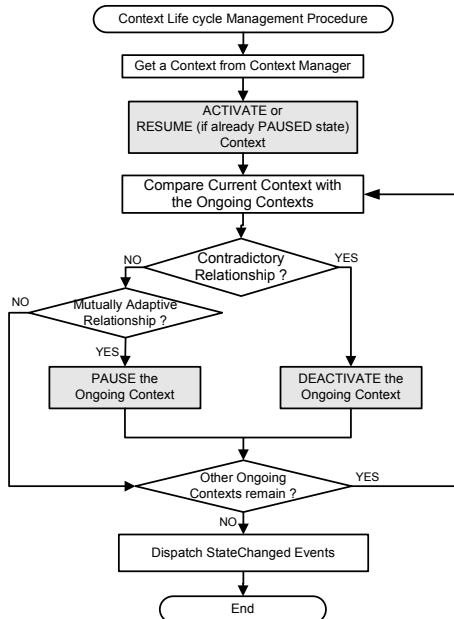 Context Life cycle Management Procedure
Get a Context from Context Manager
ACTIVATE or
RESUME (if already PAUSED state)
Context
Compare Current Context with
the Ongoing Contexts
NO
Contradictory
Relationship ?
YES
NO
Mutually Adaptive
Relationship ?
YES
PAUSE the
Ongoing Context
DEACTIVATE the
Ongoing Context
Other Ongoing
Contexts remain ?
YES
NO
Dispatch StateChanged Events
End